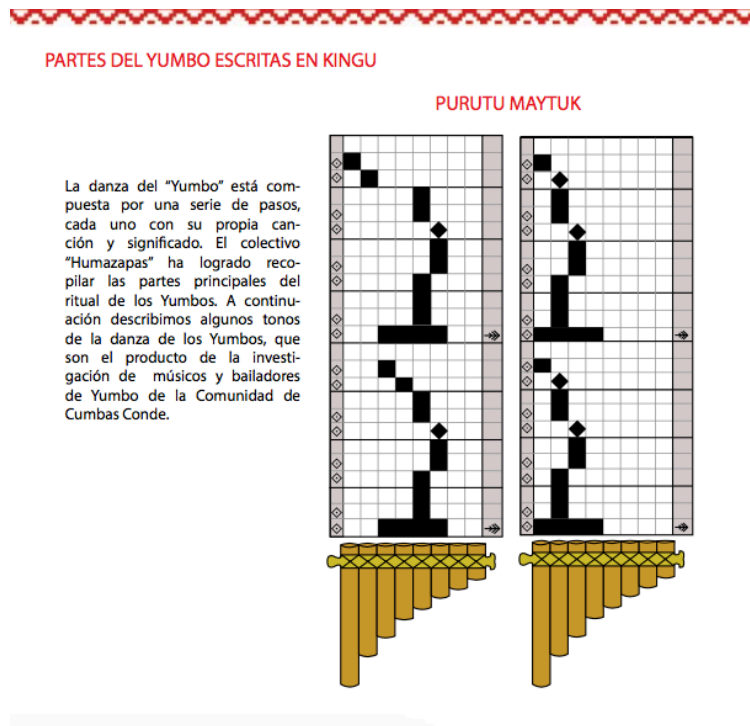 PARTES DEL YUMBO ESCRITAS EN KINGU
PURUTU MAYTUK
La danza del “Yumbo” está com-
puesta por una serie de pasos,
cada uno con su propia can-
ción y significado. El colectivo
“Humazapas” ha logrado reco-
pilar las partes principales del
ritual de los Yumbos. A continu-
ación describimos algunos tonos
de la danza de los Yumbos, que
son el producto de la investi-
gación de músicos y bailadores
de Yumbo de la Comunidad de
Cumbas Conde.